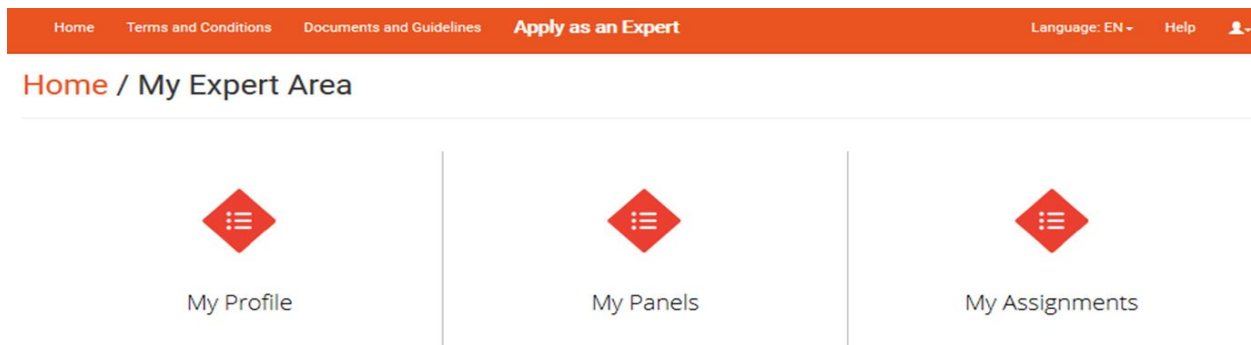 Home Terms and Conditions Documents and Guidelines Apply as an Expert Language: EN Help
Home / My Expert Area
My Profile My Panels My Assignments